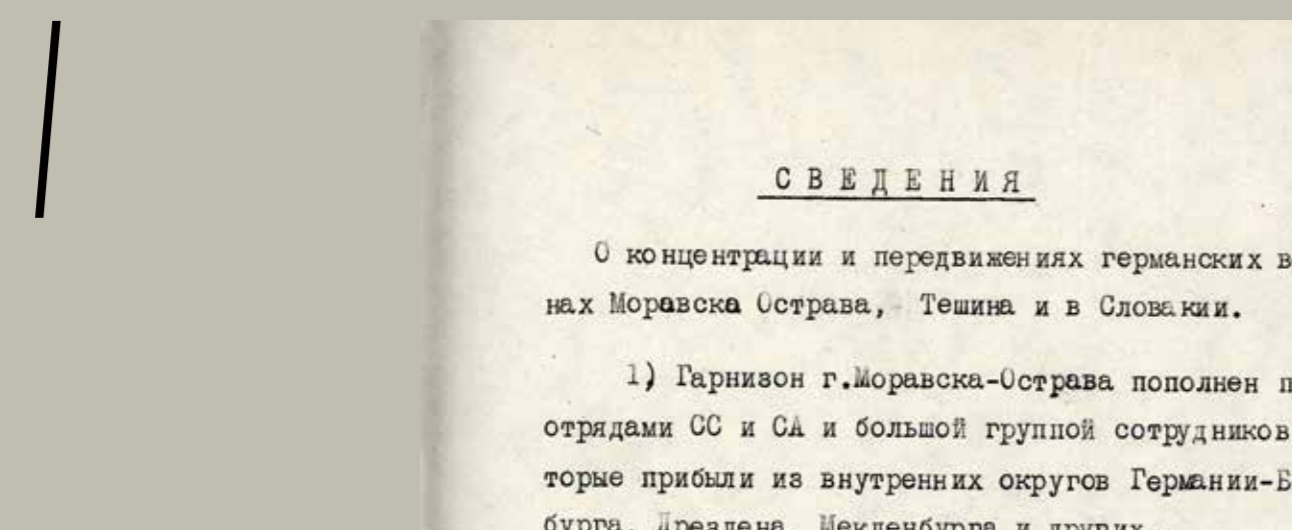 СВЕДЕНИЯ
О концентрации и передвижениях германских в
нах Моравска Острава, Тешина и в Словакии.
1) Гарнизон г.Моравска-Острава пополнен п
отрядами СС и СА и большой группой сотрудников
торые прибыли из внутренних округов Германии-Б
бурга, Дрездена, Мекленбурга и других